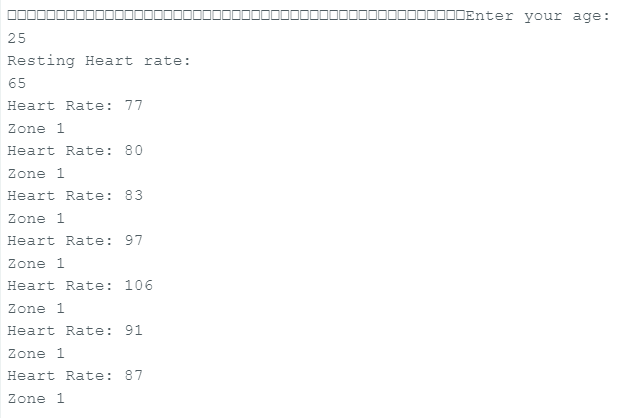 Enter your age:
25
Resting Heart rate:
65
Heart Rate: 77
Zone 1
Heart Rate: 80
Zone 1
Heart Rate: 83
Zone 1
Heart Rate: 97
Zone 1
Heart Rate: 106
Zone 1
Heart Rate: 91
Zone 1
Heart Rate: 87
Zone 1